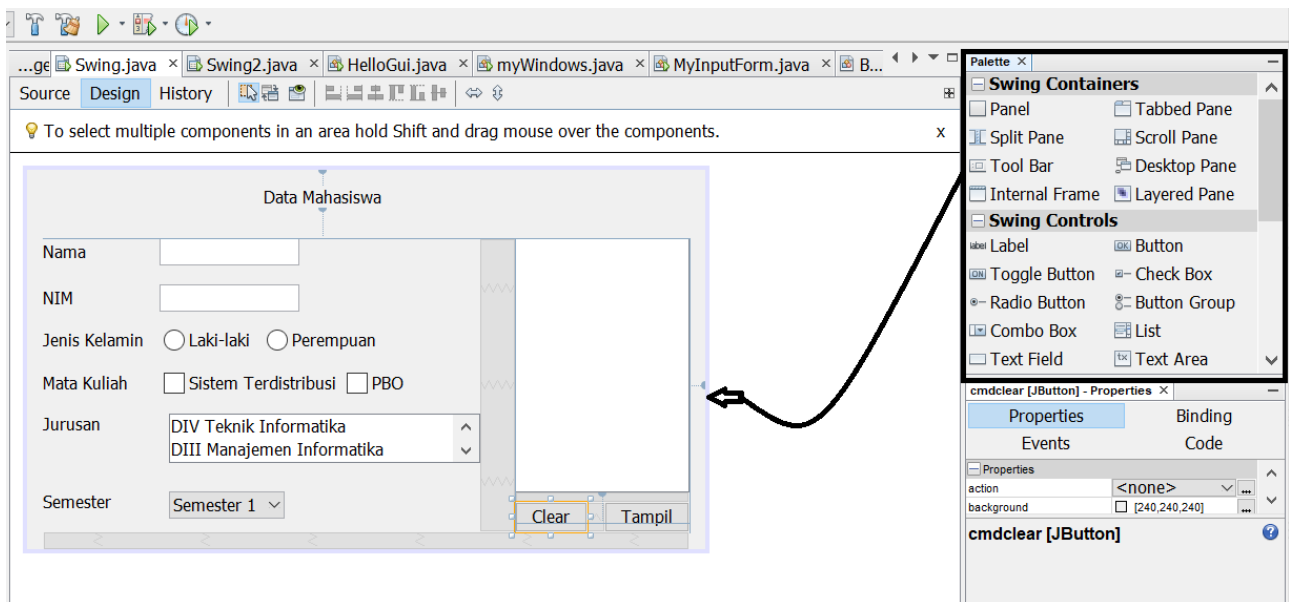 ...ge Swing.java × Swing2.java × HelloGui.java × myWindows.java × MyInputForm.java × B...
Source Design History
To select multiple components in an area hold Shift and drag mouse over the components. x
Data Mahasiswa
Nama
NIM
Jenis Kelamin Laki-laki Perempuan
Mata Kuliah Sistem Terdistribusi PBO
Jurusan DIV Teknik Informatika
DIII Manajemen Informatika
Semester Semester 1
Clear Tampil
Palette ×
Swing Containers
Panel Tabbed Pane
Split Pane Scroll Pane
Tool Bar Desktop Pane
Internal Frame Layered Pane
Swing Controls
label Label OK Button
ON Toggle Button Check Box
Radio Button Button Group
Combo Box List
Text Field tx Text Area
cmdclear [JButton] - Properties ×
Properties Binding
Events Code
Properties
action <none> ...
background [240,240,240] ...
cmdclear [JButton]